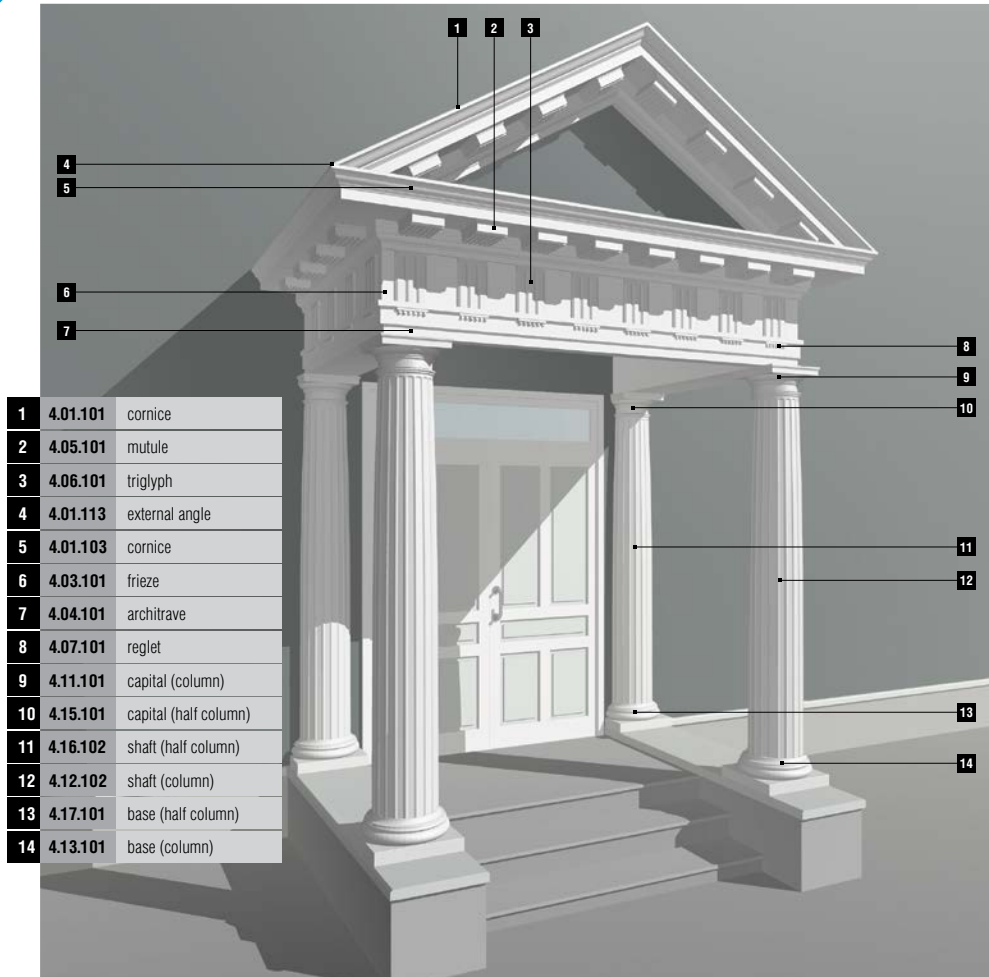 1 2 3
4
5
6
7
8
9
10
11
12
13
14
1 4.01.101 cornice
2 4.05.101 mutule
3 4.06.101 triglyph
4 4.01.113 external angle
5 4.01.103 cornice
6 4.03.101 frieze
7 4.04.101 architrave
8 4.07.101 reglet
9 4.11.101 capital (column)
10 4.15.101 capital (half column)
11 4.16.102 shaft (half column)
12 4.12.102 shaft (column)
13 4.17.101 base (half column)
14 4.13.101 base (column)